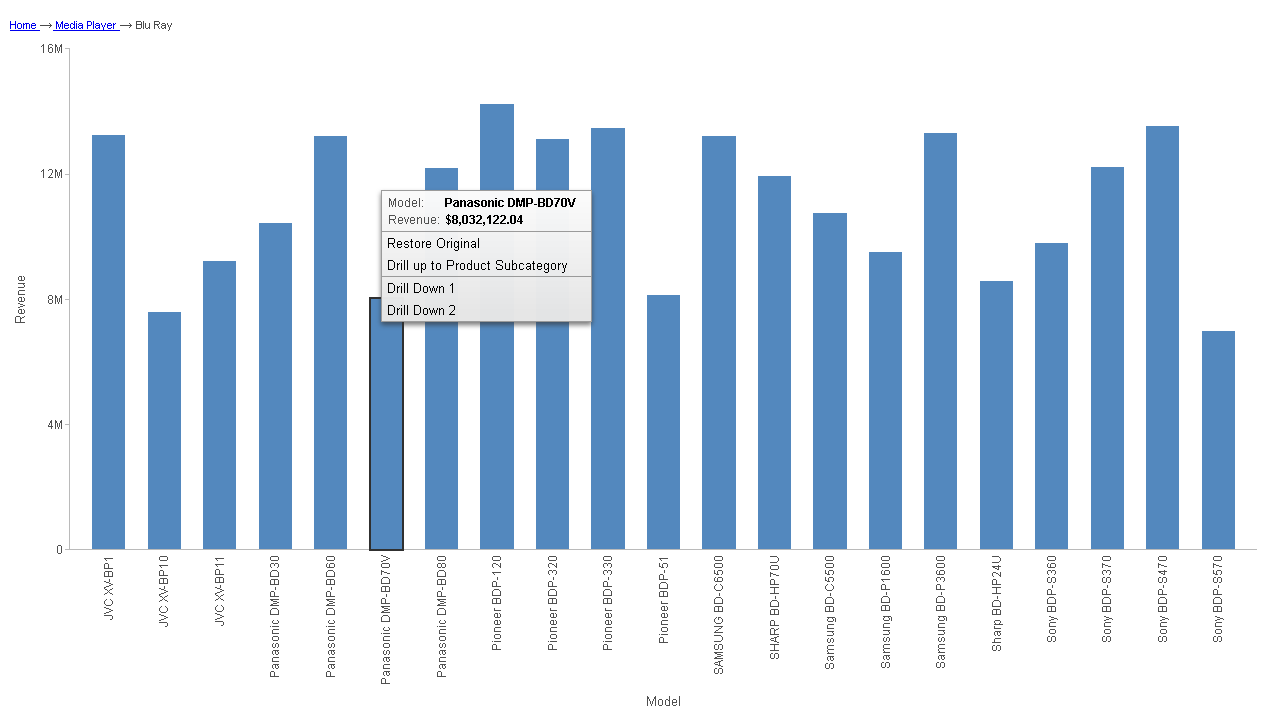 Home → Media Player → Blu Ray
16M
12M
8M
4M
0
Revenue
Model: Panasonic DMP-BD70V
Revenue: $8,032,122.04
Restore Original
Drill up to Product Subcategory
Drill Down 1
Drill Down 2
JVC XV-BP1
JVC XV-BP10
JVC XV-BP11
Panasonic DMP-BD30
Panasonic DMP-BD60
Panasonic DMP-BD70V
Panasonic DMP-BD80
Pioneer BDP-120
Pioneer BDP-320
Pioneer BDP-330
Pioneer BDP-51
SAMSUNG BD-C6500
SHARP BD-HP70U
Samsung BD-C5500
Samsung BD-P1600
Samsung BD-P3600
Sharp BD-HP24U
Sony BDP-S360
Sony BDP-S370
Sony BDP-S470
Sony BDP-S570
Model